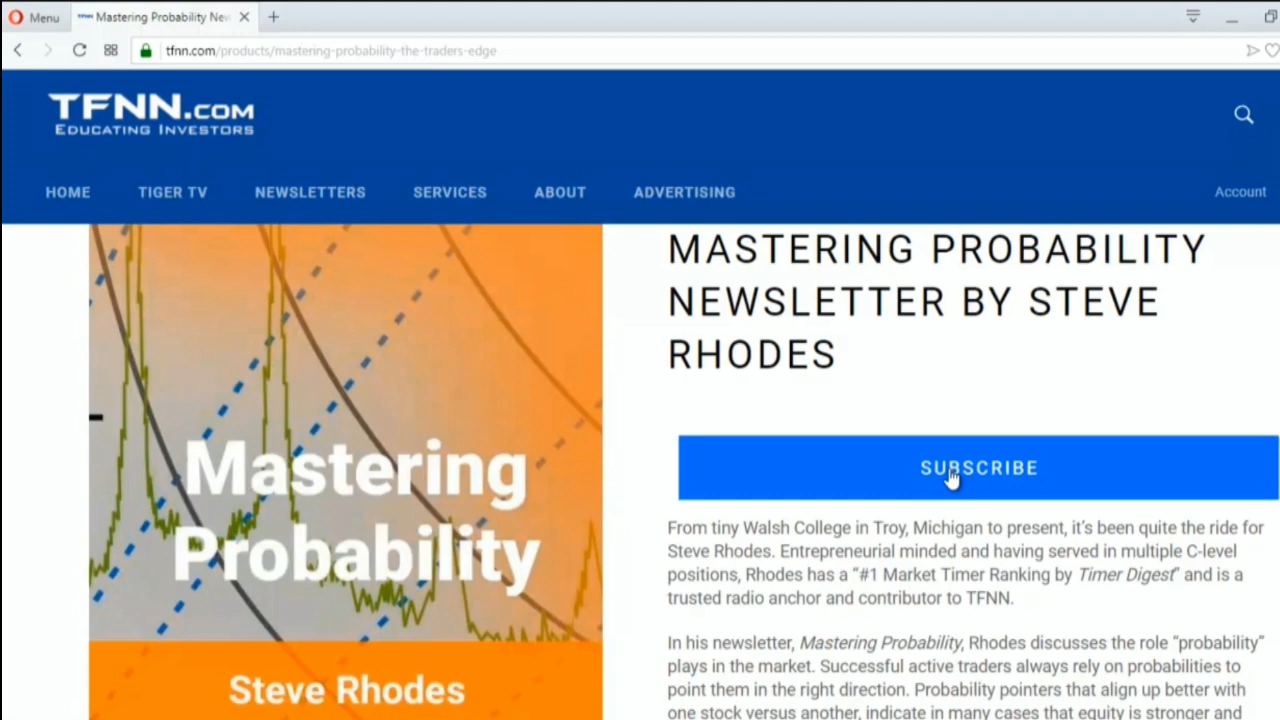 Menu
Mastering Probability New
tfnn.com/products/mastering-probability-the-traders-edge
TFNN.COM
EDUCATING INVESTORS
HOME TIGER TV NEWSLETTERS SERVICES ABOUT ADVERTISING Account
Mastering
Probability
Steve Rhodes
MASTERING PROBABILITY
NEWSLETTER BY STEVE
RHODES
SUBSCRIBE
From tiny Walsh College in Troy, Michigan to present, it's been quite the ride for
Steve Rhodes. Entrepreneurial minded and having served in multiple C-level
positions, Rhodes has a “#1 Market Timer Ranking by Timer Digest” and is a
trusted radio anchor and contributor to TFNN.
In his newsletter, Mastering Probability, Rhodes discusses the role “probability”
plays in the market. Successful active traders always rely on probabilities to
point them in the right direction. Probability pointers that align up better with
one stock versus another, indicate in many cases that equity is stronger and